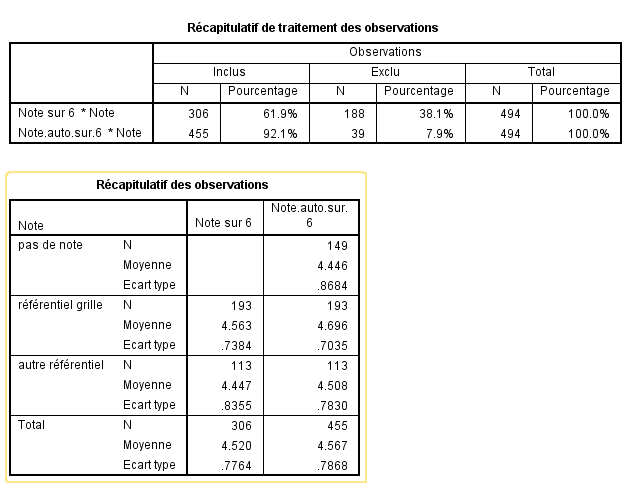 Récapitulatif de traitement des observations
Observations
Inclus Exclu Total
N Pourcentage N Pourcentage N Pourcentage
Note sur 6 * Note 306 61.9% 188 38.1% 494 100.0%
Note.auto.sur.6 * Note 455 92.1% 39 7.9% 494 100.0%
Récapitulatif des observations
Note Note sur 6 Note.auto.sur.
6
pas de note N 149
Moyenne 4.446
Ecart type .8684
référentiel grille N 193 193
Moyenne 4.563 4.696
Ecart type .7384 .7035
autre référentiel N 113 113
Moyenne 4.447 4.508
Ecart type .8355 .7830
Total N 306 455
Moyenne 4.520 4.567
Ecart type .7764 .7868